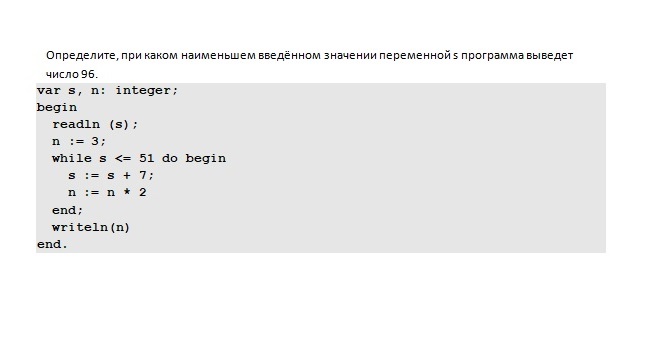 Определите, при каком наименьшем введённом значении переменной s программа выведет
число 96.
var s, n: integer;
begin
readln (s);
n := 3;
while s <= 51 do begin
s := s + 7;
n := n * 2
end;
writeln(n)
end.